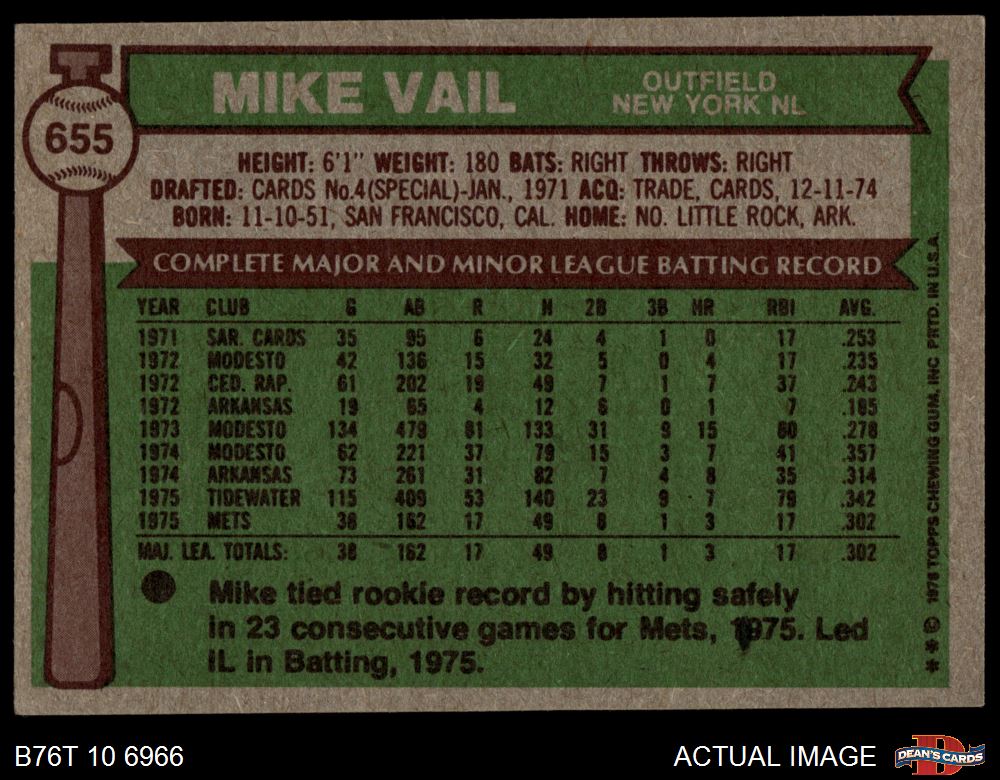 T
655
MIKE VAIL
OUTFIELD
NEW YORK NL
HEIGHT: 6'1" WEIGHT: 180 BATS: RIGHT THROWS: RIGHT
DRAFTED: CARDS No.4(SPECIAL)-JAN., 1971 ACQ: TRADE, CARDS, 12-11-74
BORN: 11-10-51, SAN FRANCISCO, CAL. HOME: NO. LITTLE ROCK, ARK.
COMPLETE MAJOR AND MINOR LEAGUE BATTING RECORD
YEAR CLUB G AB R H 2B 3B HR RBI AVG.
1971 SAR. CARDS 35 95 6 24 4 1 0 17 .253
1972 MODESTO 42 136 15 32 5 0 4 17 .235
1972 CED. RAP. 61 202 19 49 7 1 7 37 .243
1972 ARKANSAS 19 65 4 12 6 0 1 7 .185
1973 MODESTO 134 479 81 133 31 9 15 80 .278
1974 MODESTO 62 221 37 79 15 3 7 41 .357
1974 ARKANSAS 73 261 31 82 7 4 8 35 .314
1975 TIDEWATER 115 409 53 140 23 9 7 79 .342
1975 METS 38 162 17 49 8 1 3 17 .302
MAJ. LEA. TOTALS: 38 162 17 49 8 1 3 17 .302
Mike tied rookie record by hitting safely
in 23 consecutive games for Mets, 1975. Led
IL in Batting, 1975.
* * © 1976 TOPPS CHEWING GUM, INC PRTD. IN U.S.A.
B76T 10 6966
ACTUAL IMAGE
DEAN'S CARDS